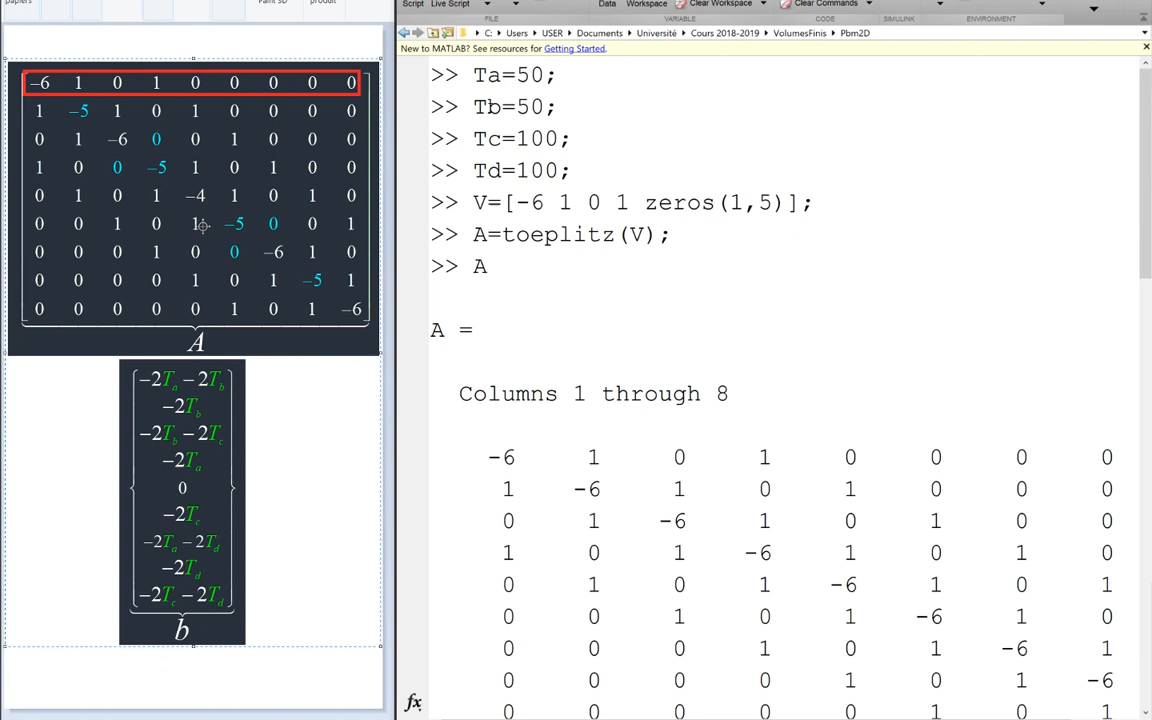 papiers
Paint 3D
produit
-6 1 0 1 0 0 0 0 0
1 -5 1 0 1 0 0 0 0
0 1 -6 0 0 1 0 0 0
1 0 0 -5 1 0 1 0 0
0 1 0 1 -4 1 0 1 0
0 0 1 0 1 -5 0 0 1
0 0 0 1 0 0 -6 1 0
0 0 0 0 1 0 1 -5 1
0 0 0 0 0 1 0 1 -6
A
-2Ta - 2Tb
-2Tb
-2Tb - 2Tc
-2Ta
0
-2Tc
-2Ta - 2Td
-2Td
-2Tc - 2Td
b
Script Live Script Data Workspace Clear Workspace Clear Commands
FILE VARIABLE CODE SIMULINK ENVIRONMENT
C: Users USER Documents Université Cours 2018-2019 VolumesFinis Pbm2D
New to MATLAB? See resources for Getting Started.
>> Ta=50;
>> Tb=50;
>> Tc=100;
>> Td=100;
>> V=[-6 1 0 1 zeros(1,5)];
>> A=toeplitz(V);
>> A
A =
Columns 1 through 8
-6 1 0 1 0 0 0 0
1 -6 1 0 1 0 0 0
0 1 -6 1 0 1 0 0
1 0 1 -6 1 0 1 0
0 1 0 1 -6 1 0 1
0 0 1 0 1 -6 1 0
0 0 0 1 0 1 -6 1
0 0 0 0 1 0 1 -6
0 0 0 0 0 1 0 1
fx